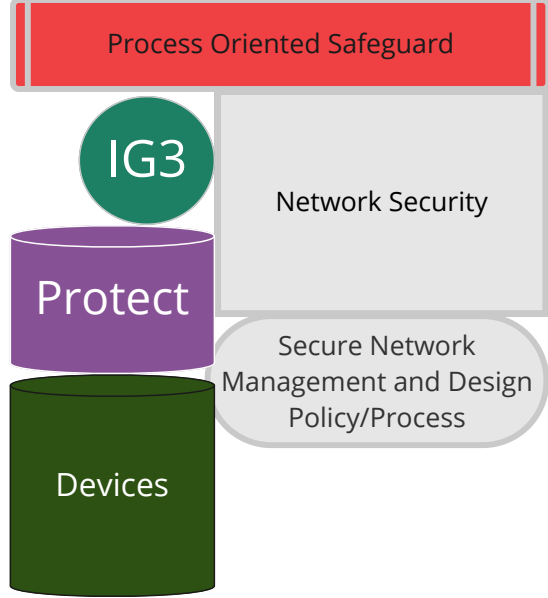 Process Oriented Safeguard
IG3
Network Security
Protect
Secure Network
Management and Design
Policy/Process
Devices